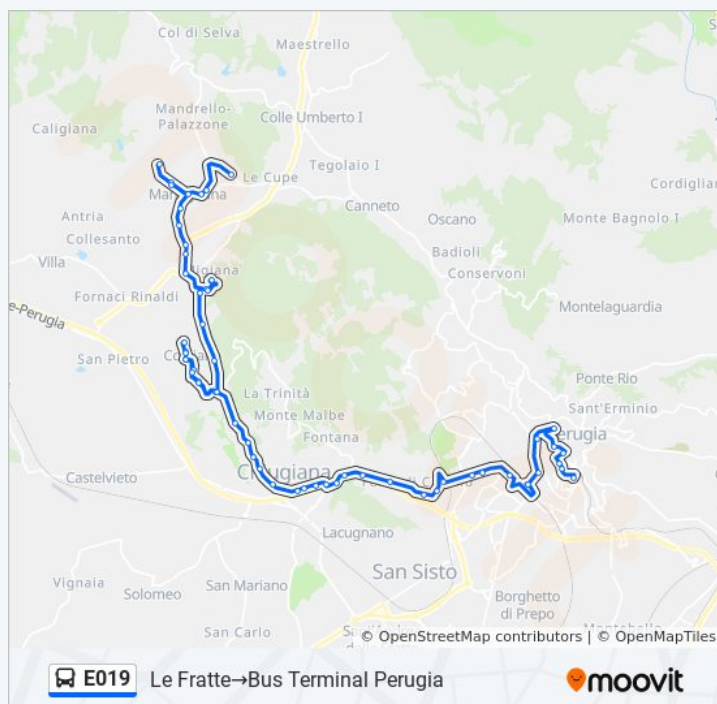 Col di Selva
Maestrello
Mandrello-
Palazzone
Colle Umberto I
Caligiana
Tegolaio I
Le Cupe
Cordiglian
Canneto
Antria
Oscano
Monte Bagnolo I
Collesanto
Badioli
Villa
Conservoni
Fornaci Rinaldi
Montelaguardia
e-Perugia
San Pietro
Ponte Rio
La Trinità
Sant'Erminio
Monte Malbe
Fontana
Perugia
Castelvieto
Lacugnano
San Sisto
Vignaia
Solomeo
San Mariano
Borghetto
di Prepo
San Carlo
© OpenStreetMap contributors | © OpenMapTiles
E019
Le Fratte→Bus Terminal Perugia
moovit